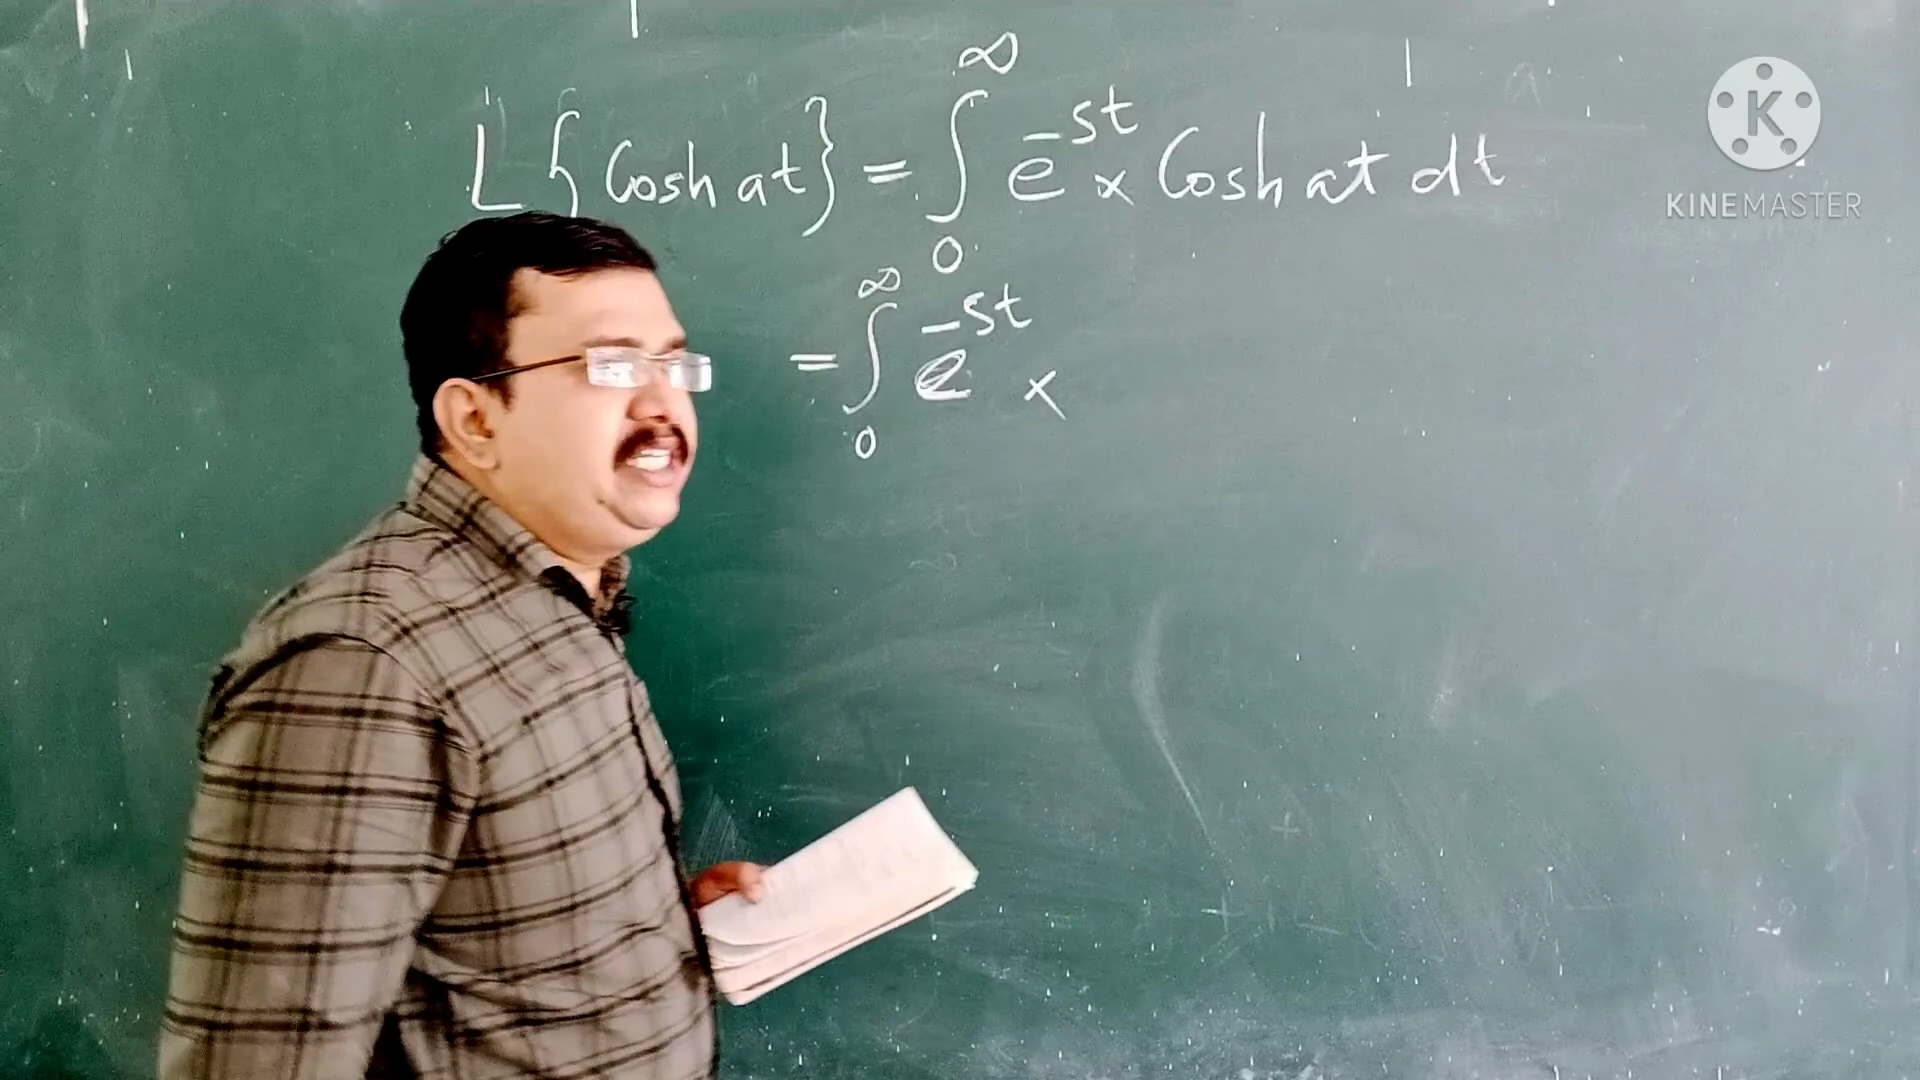 L{Cosh at} = ∫₀^∞ e^-st × Cosh at dt
= ∫₀^∞ e^-st ×
K
KINEMASTER